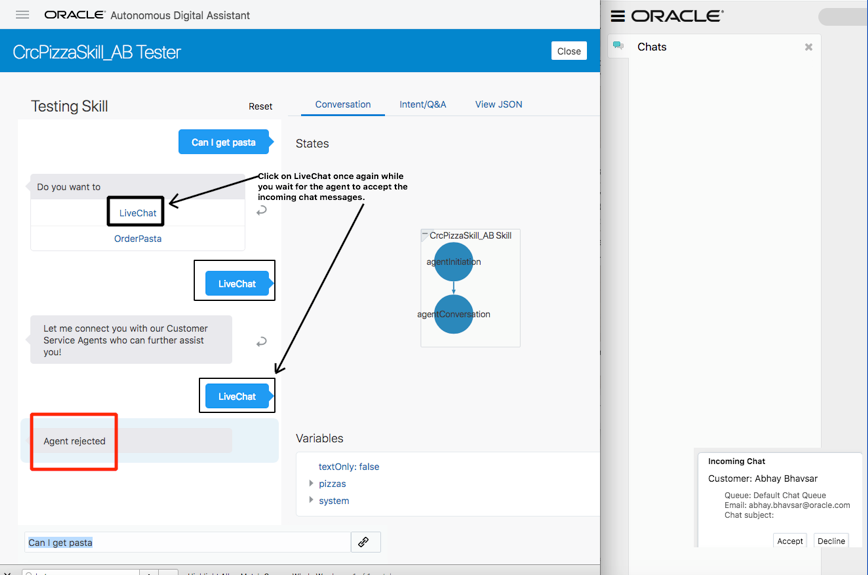 ORACLE Autonomous Digital Assistant
CrcPizzaSkill_AB Tester
Close
Testing Skill
Reset
Conversation
Intent/Q&A
View JSON
Can I get pasta
States
Do you want to
LiveChat
OrderPasta
Click on LiveChat once again while
you wait for the agent to accept the
incoming chat messages.
LiveChat
Let me connect you with our Customer
Service Agents who can further assist
you!
LiveChat
Agent rejected
CrcPizzaSkill_AB Skill
agentInitiation
agentConversation
Variables
textOnly: false
pizzas
system
Can I get pasta
ORACLE
Chats
Incoming Chat
Customer: Abhay Bhavsar
Queue: Default Chat Queue
Email: abhay.bhavsar@oracle.com
Chat subject:
Accept
Decline